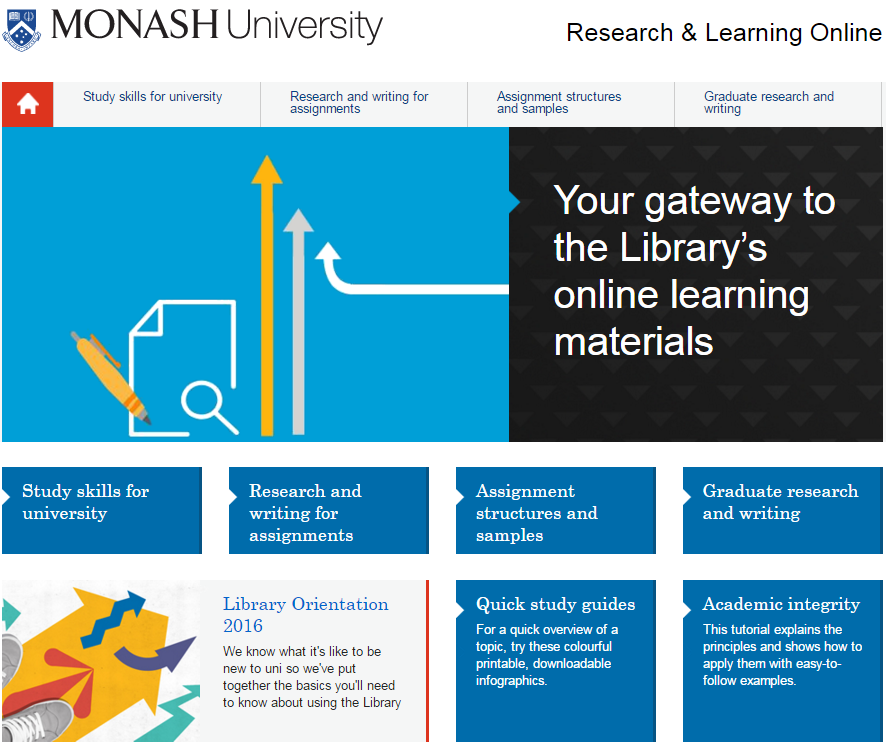 MONASH University
Research & Learning Online
Study skills for university
Research and writing for
assignments
Assignment structures
and samples
Graduate research and
writing
Your gateway to
the Library’s
online learning
materials
Study skills for
university
Research and
writing for
assignments
Assignment
structures and
samples
Graduate research
and writing
Library Orientation
2016
We know what it's like to be
new to uni so we've put
together the basics you'll need
to know about using the Library
Quick study guides
For a quick overview of a
topic, try these colourful
printable, downloadable
infographics.
Academic integrity
This tutorial explains the
principles and shows how to
apply them with easy-to-
follow examples.